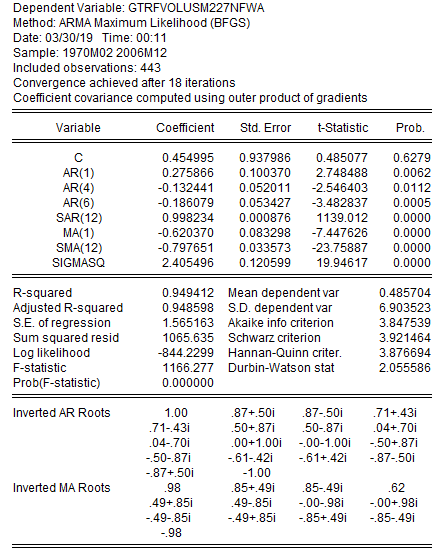 Dependent Variable: GTRFVOLUSM227NFWA
Method: ARMA Maximum Likelihood (BFGS)
Date: 03/30/19 Time: 00:11
Sample: 1970M02 2006M12
Included observations: 443
Convergence achieved after 18 iterations
Coefficient covariance computed using outer product of gradients
Variable Coefficient Std. Error t-Statistic Prob.
C 0.454995 0.937986 0.485077 0.6279
AR(1) 0.275866 0.100370 2.748488 0.0062
AR(4) -0.132441 0.052011 -2.546403 0.0112
AR(6) -0.186079 0.053427 -3.482837 0.0005
SAR(12) 0.998234 0.000876 1139.012 0.0000
MA(1) -0.620370 0.083298 -7.447626 0.0000
SMA(12) -0.797651 0.033573 -23.75887 0.0000
SIGMASQ 2.405496 0.120599 19.94617 0.0000
R-squared 0.949412 Mean dependent var 0.485704
Adjusted R-squared 0.948598 S.D. dependent var 6.903523
S.E. of regression 1.565163 Akaike info criterion 3.847539
Sum squared resid 1065.635 Schwarz criterion 3.921464
Log likelihood -844.2299 Hannan-Quinn criter. 3.876694
F-statistic 1166.277 Durbin-Watson stat 2.055586
Prob(F-statistic) 0.000000
Inverted AR Roots 1.00 .87+.50i .87-.50i .71+.43i
.71-.43i .50+.87i .50-.87i .04+.70i
.04-.70i .00+1.00i -.00-1.00i -.50+.87i
-.50-.87i -.61-.42i -.61+.42i -.87-.50i
-.87+.50i -1.00
Inverted MA Roots .98 .85+.49i .85-.49i .62
.49+.85i .49-.85i -.00-.98i -.00+.98i
-.49-.85i -.49+.85i -.85+.49i -.85-.49i
-.98